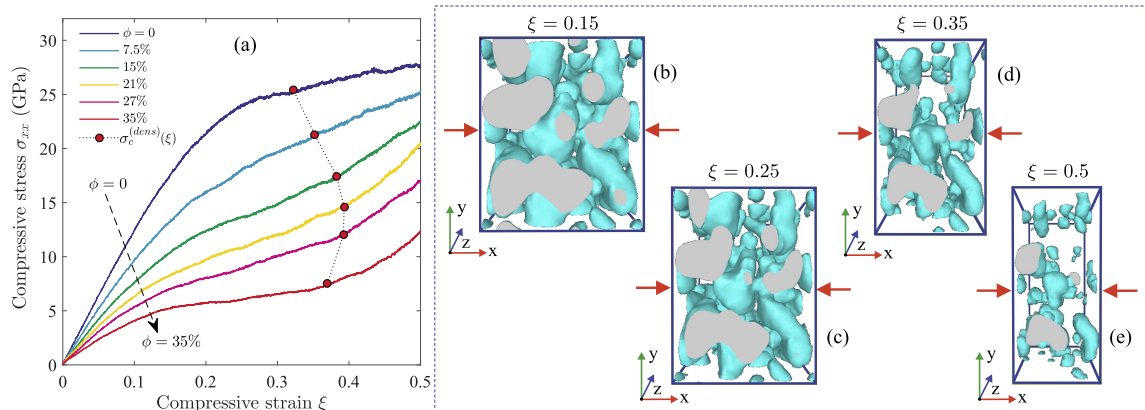 (a)
Compressive stress σ_xx (GPa)
30
25
20
15
10
5
0
ϕ = 0
7.5%
15%
21%
27%
35%
σ_c^(dens)(ξ)
ϕ = 0
ϕ = 35%
0 0.1 0.2 0.3 0.4 0.5
Compressive strain ξ
ξ = 0.15
(b)
y
z
x
ξ = 0.25
(c)
y
z
x
ξ = 0.35
(d)
y
z
x
ξ = 0.5
(e)
y
z
x